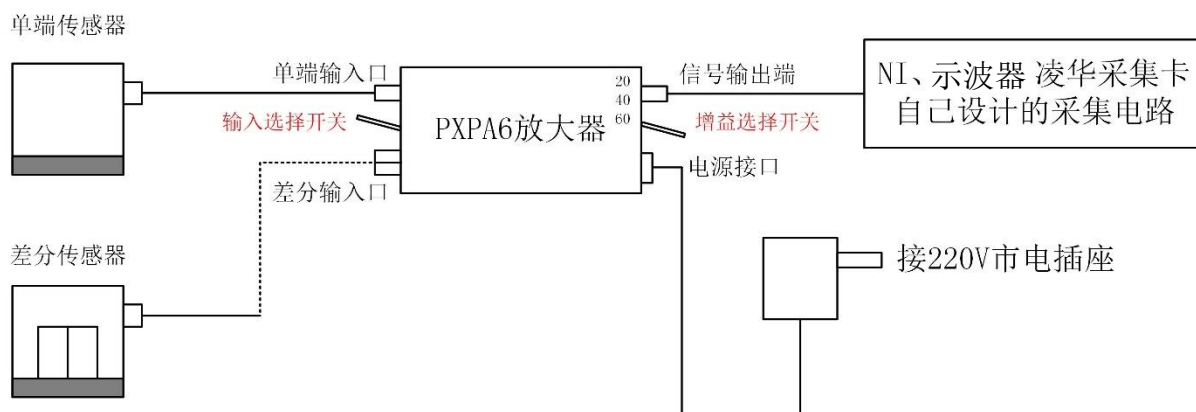 单端传感器
单端输入口
输入选择开关
差分输入口
PXPA6放大器
20
40
60
信号输出端
增益选择开关
电源接口
NI、示波器 凌华采集卡
自己设计的采集电路
差分传感器
接220V市电插座